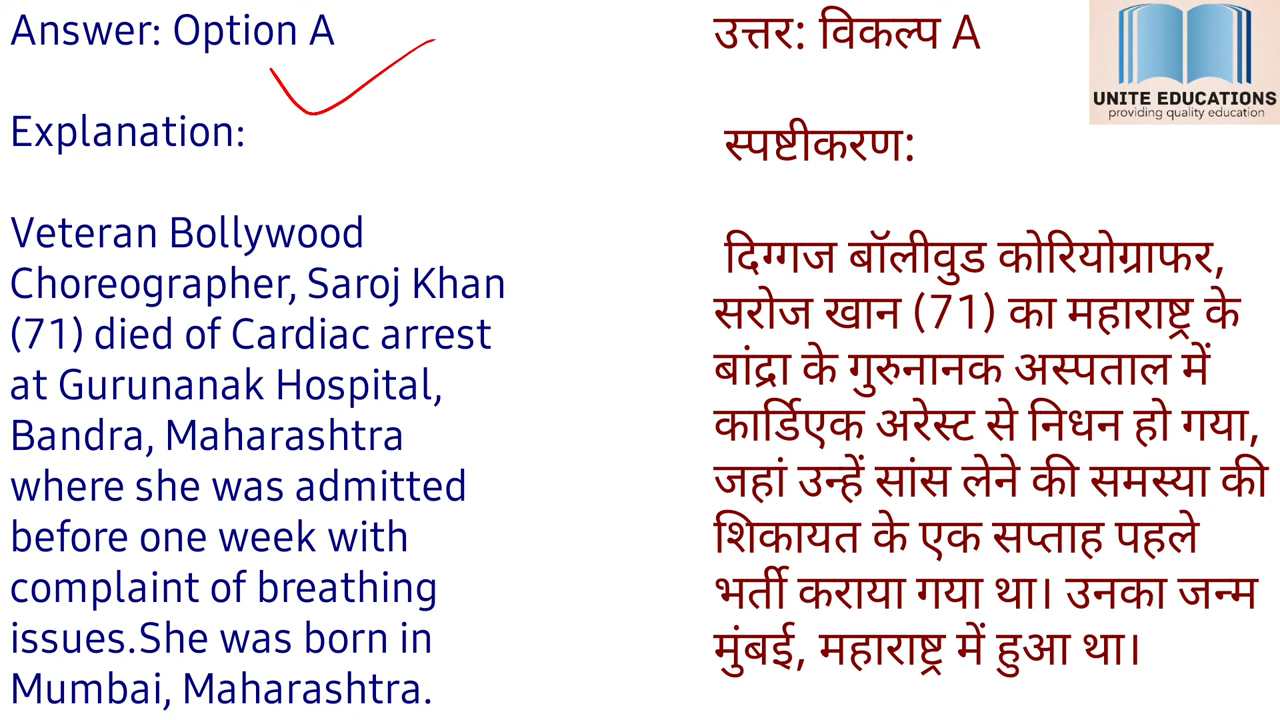 Answer: Option A
Explanation:
Veteran Bollywood
Choreographer, Saroj Khan
(71) died of Cardiac arrest
at Gurunanak Hospital,
Bandra, Maharashtra
where she was admitted
before one week with
complaint of breathing
issues.She was born in
Mumbai, Maharashtra.
उत्तर: विकल्प A
स्पष्टीकरण:
दिग्गज बॉलीवुड कोरियोग्राफर,
सरोज खान (71) का महाराष्ट्र के
बांद्रा के गुरुनानक अस्पताल में
कार्डिएक अरेस्ट से निधन हो गया,
जहां उन्हें सांस लेने की समस्या की
शिकायत के एक सप्ताह पहले
भर्ती कराया गया था। उनका जन्म
मुंबई, महाराष्ट्र में हुआ था।
UNITE EDUCATIONS
providing quality education